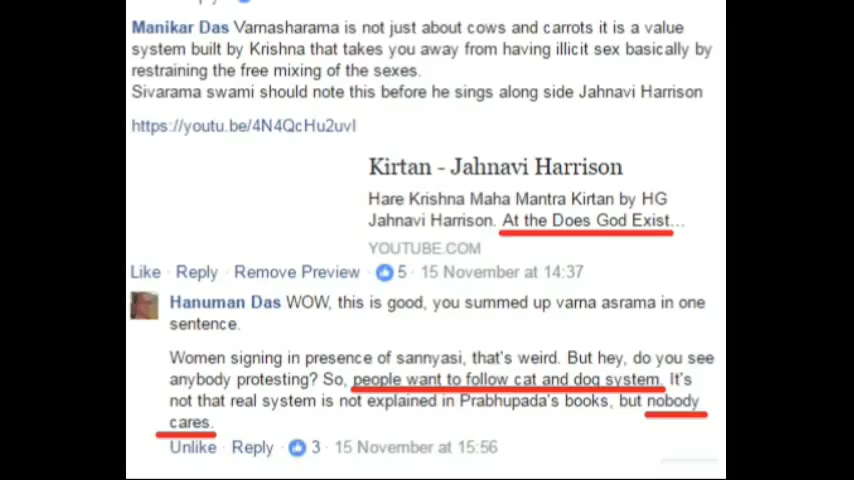 Manikar Das Varnasharama is not just about cows and carrots it is a value
system built by Krishna that takes you away from having illicit sex basically by
restraining the free mixing of the sexes.
Sivarama swami should note this before he sings along side Jahnavi Harrison
https://youtu.be/4N4QcHu2uvI
Kirtan - Jahnavi Harrison
Hare Krishna Maha Mantra Kirtan by HG
Jahnavi Harrison. At the Does God Exist...
YOUTUBE.COM
Like · Reply · Remove Preview · 5 · 15 November at 14:37
Hanuman Das WOW, this is good, you summed up varna asrama in one
sentence.
Women signing in presence of sannyasi, that's weird. But hey, do you see
anybody protesting? So, people want to follow cat and dog system. It's
not that real system is not explained in Prabhupada's books, but nobody
cares.
Unlike · Reply · 3 · 15 November at 15:56